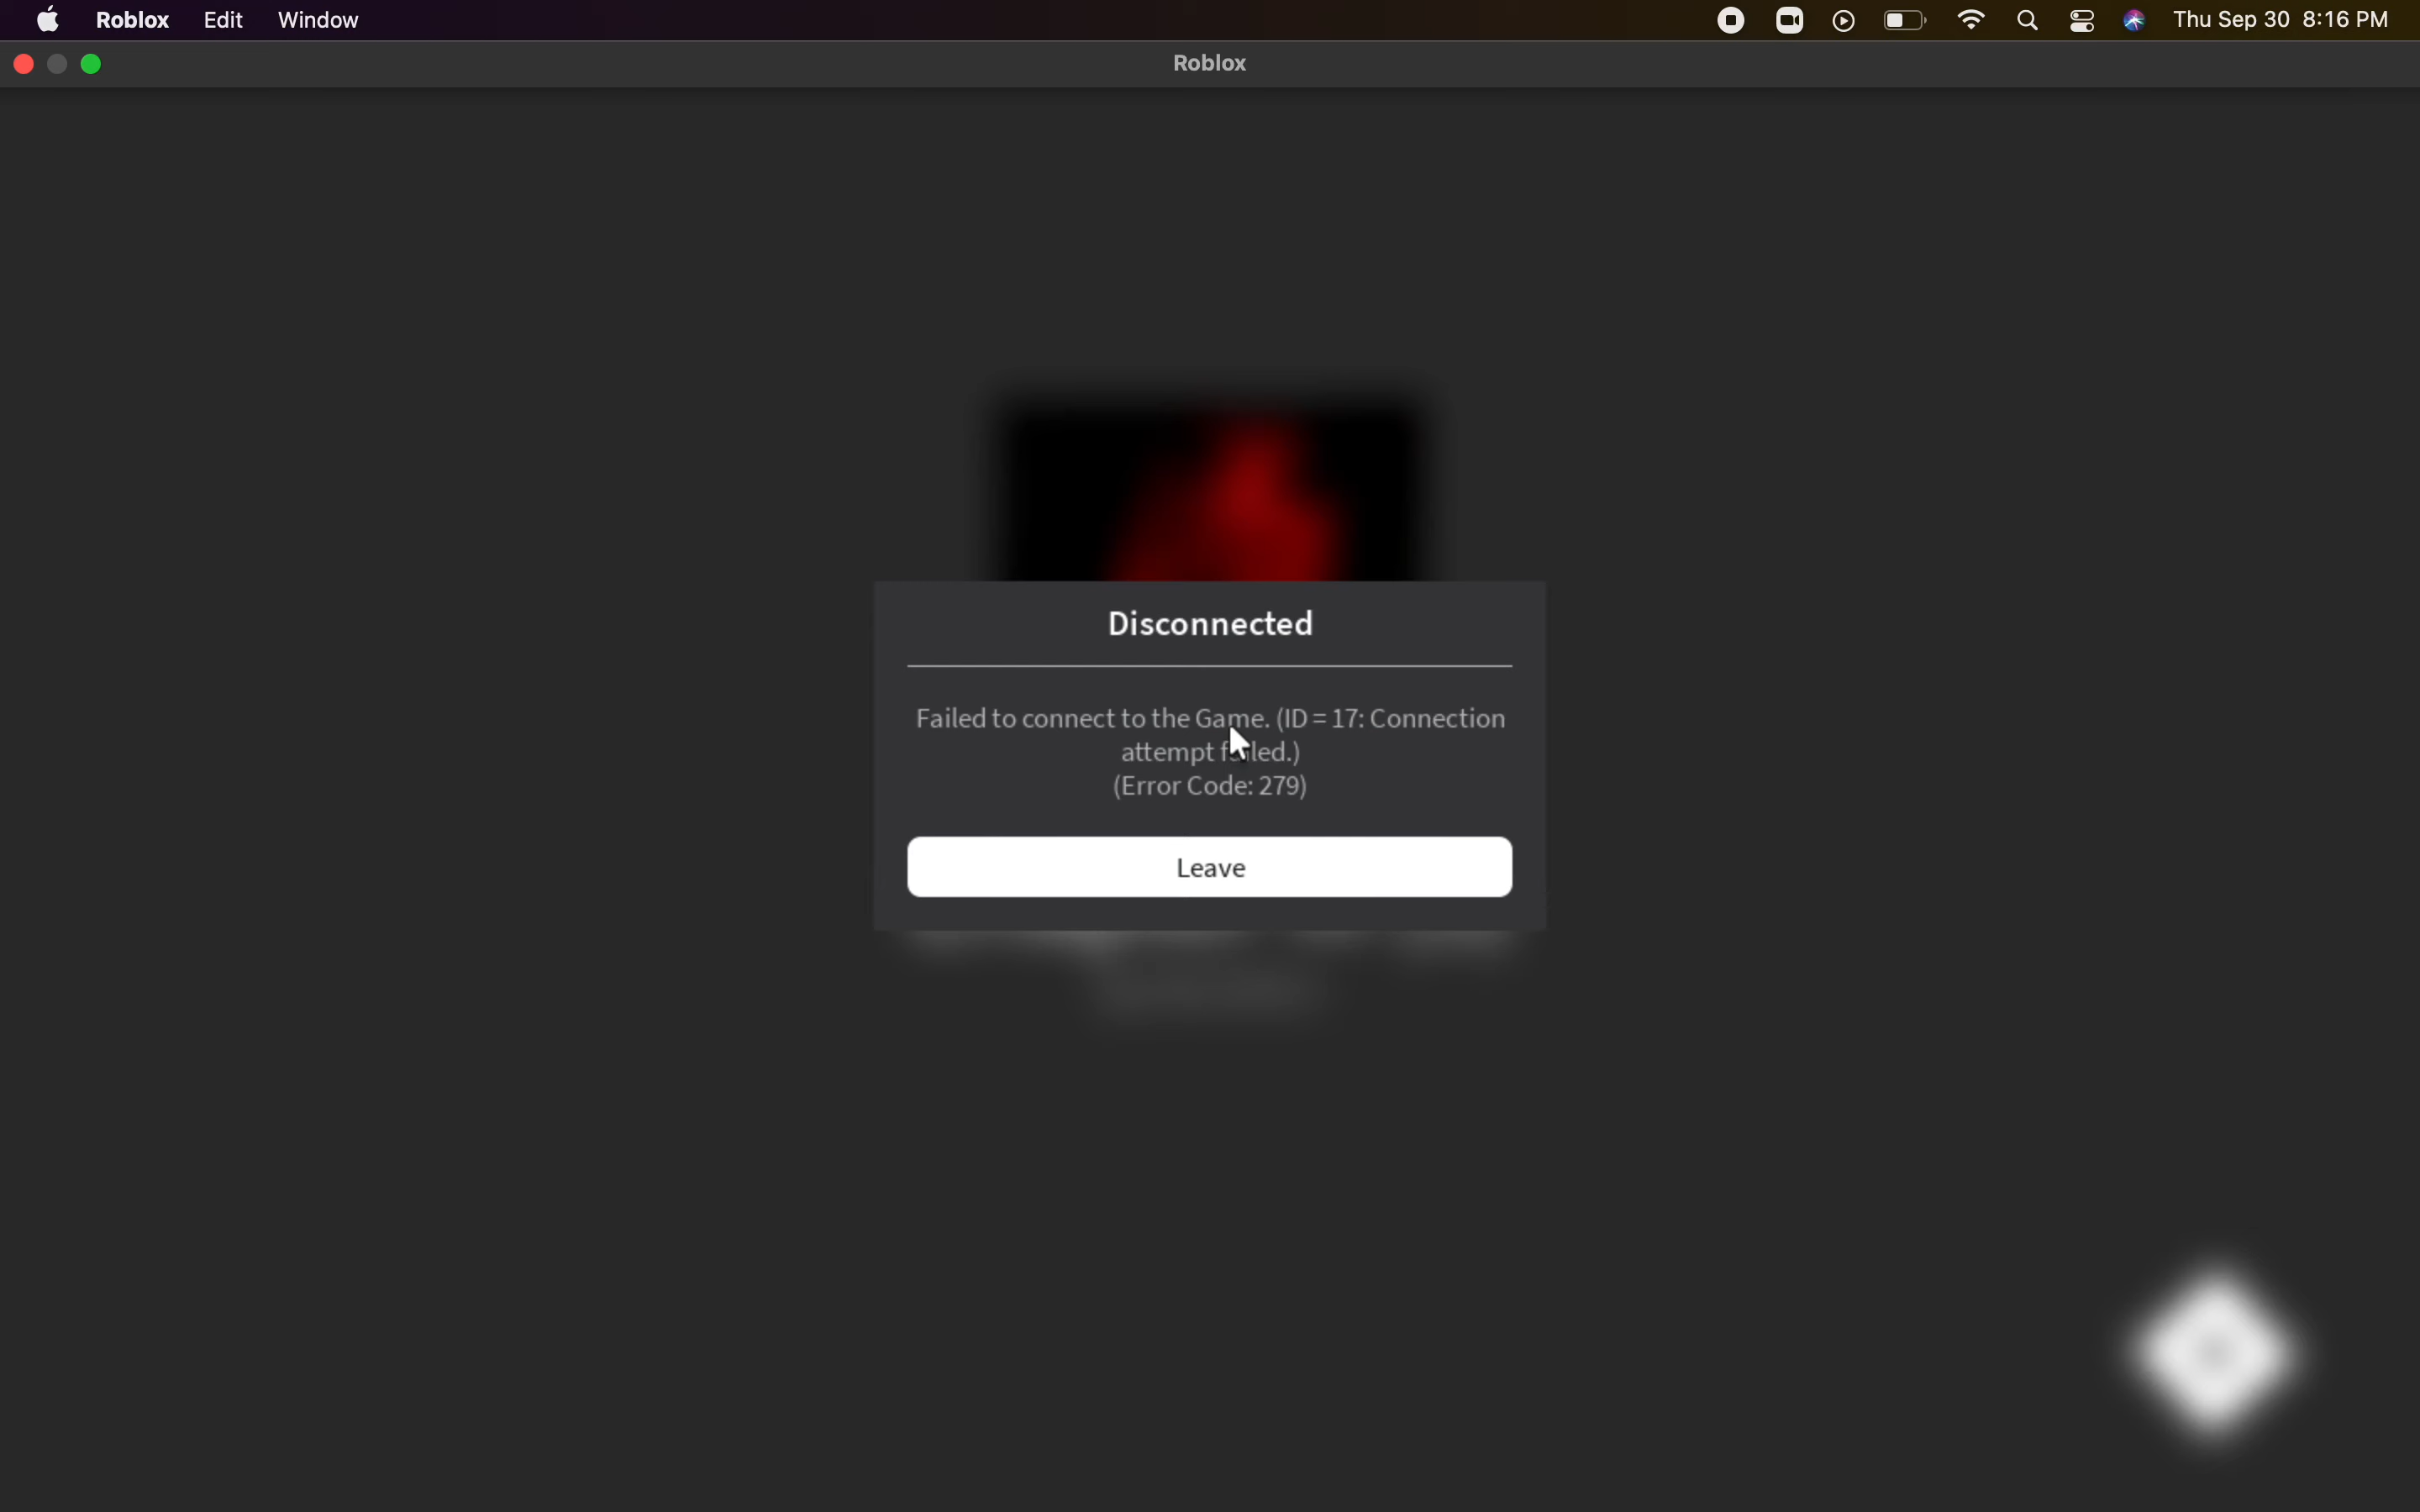 Roblox Edit Window Thu Sep 30 8:16 PM
Roblox
Disconnected
Failed to connect to the Game. (ID = 17: Connection
attempt failed.)
(Error Code: 279)
Leave